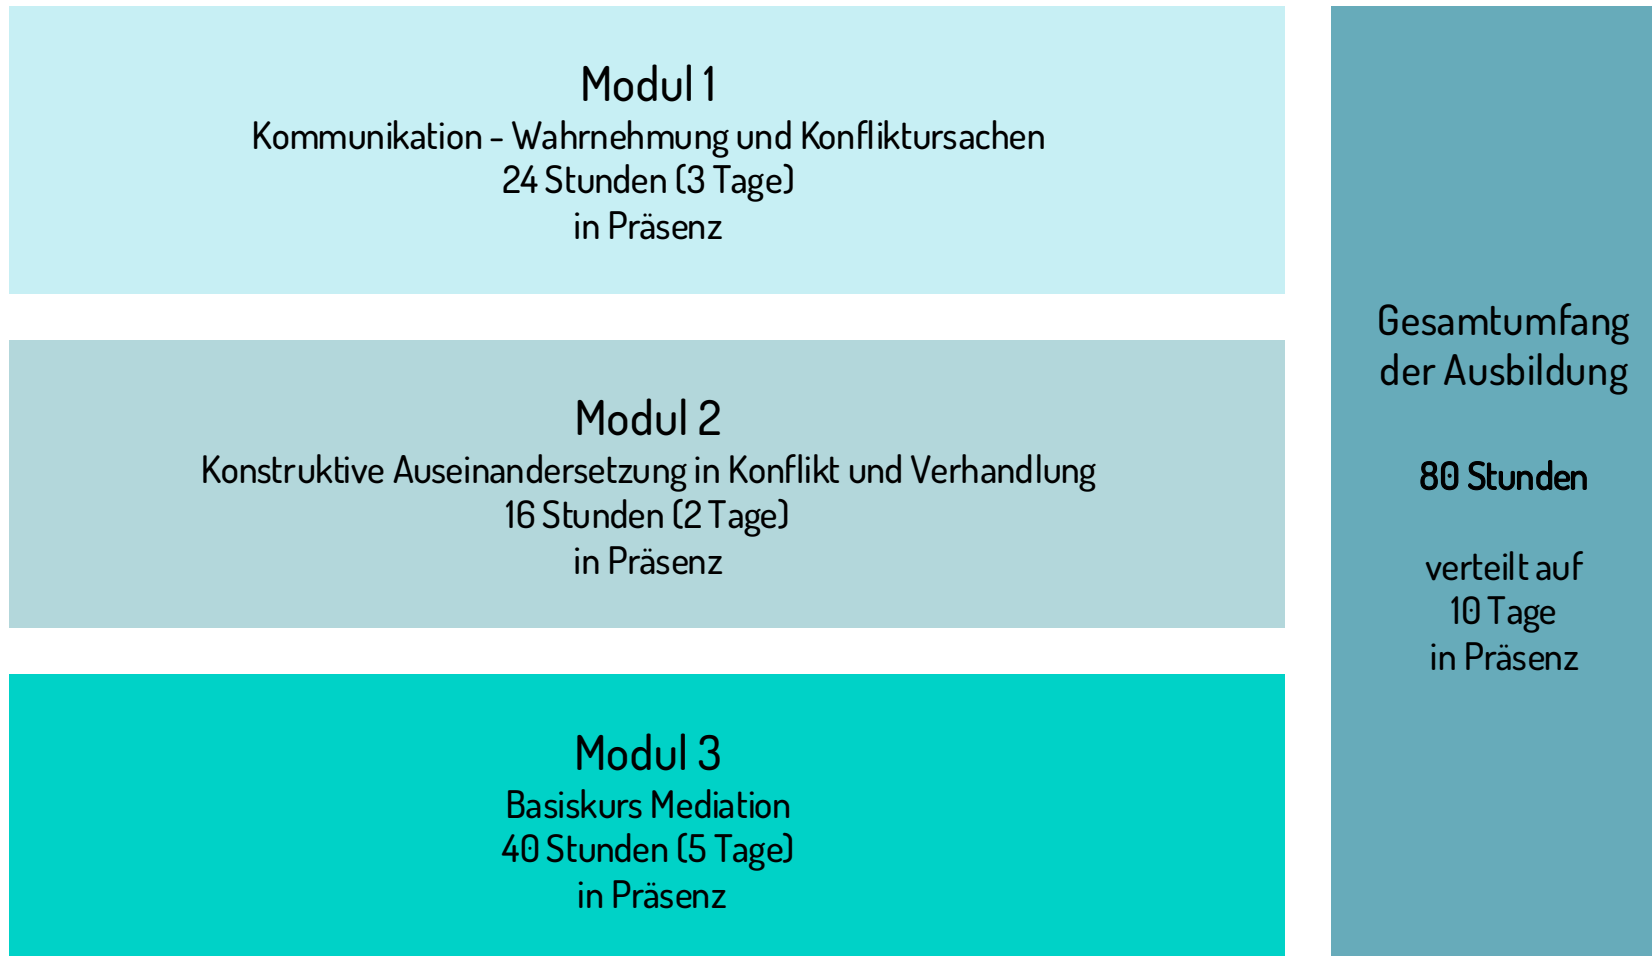 Modul 1
Kommunikation - Wahrnehmung und Konfliktursachen
24 Stunden (3 Tage)
in Präsenz
Modul 2
Konstruktive Auseinandersetzung in Konflikt und Verhandlung
16 Stunden (2 Tage)
in Präsenz
Modul 3
Basiskurs Mediation
40 Stunden (5 Tage)
in Präsenz
Gesamtumfang
der Ausbildung
80 Stunden
verteilt auf
10 Tage
in Präsenz